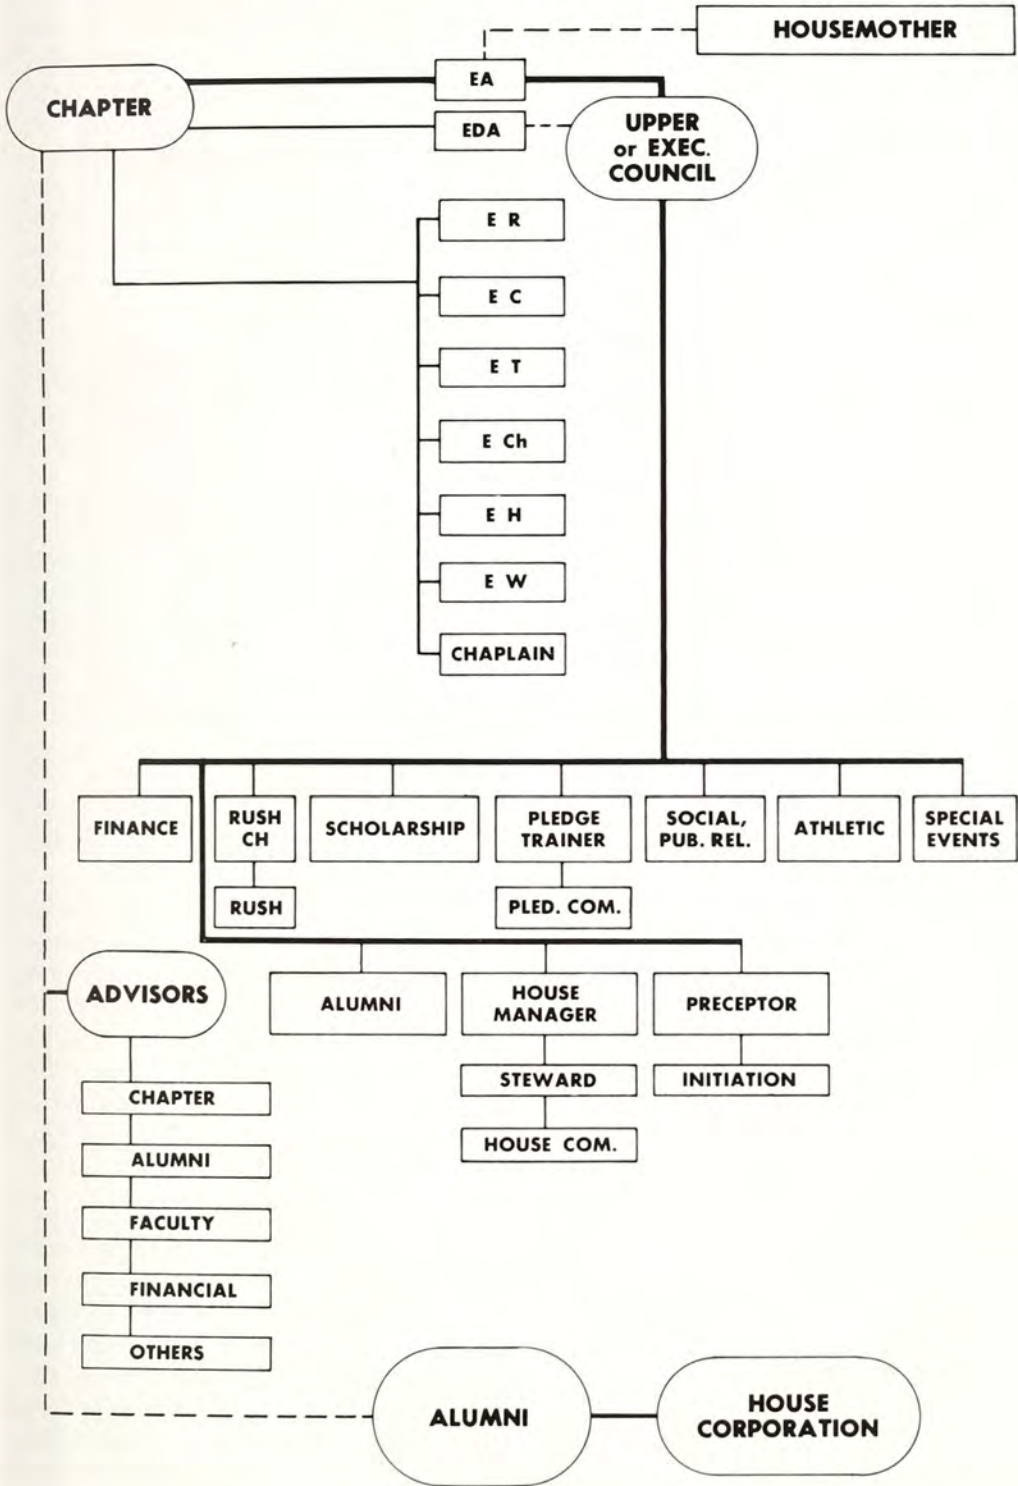 HOUSEMOTHER
CHAPTER
EA
EDA
UPPER
or EXEC.
COUNCIL
E R
E C
E T
E Ch
E H
E W
CHAPLAIN
FINANCE
RUSH
CH
SCHOLARSHIP
PLEDGE
TRAINER
SOCIAL,
PUB. REL.
ATHLETIC
SPECIAL
EVENTS
RUSH
PLED. COM.
ADVISORS
ALUMNI
HOUSE
MANAGER
PRECEPTOR
STEWARD
INITIATION
HOUSE COM.
CHAPTER
ALUMNI
FACULTY
FINANCIAL
OTHERS
ALUMNI
HOUSE
CORPORATION